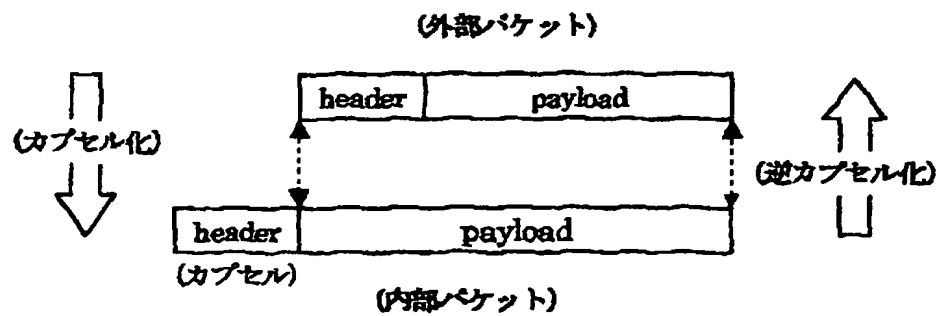 (外部パケット)
header payload
(カプセル化)
(逆カプセル化)
header payload
(カプセル)
(内部パケット)